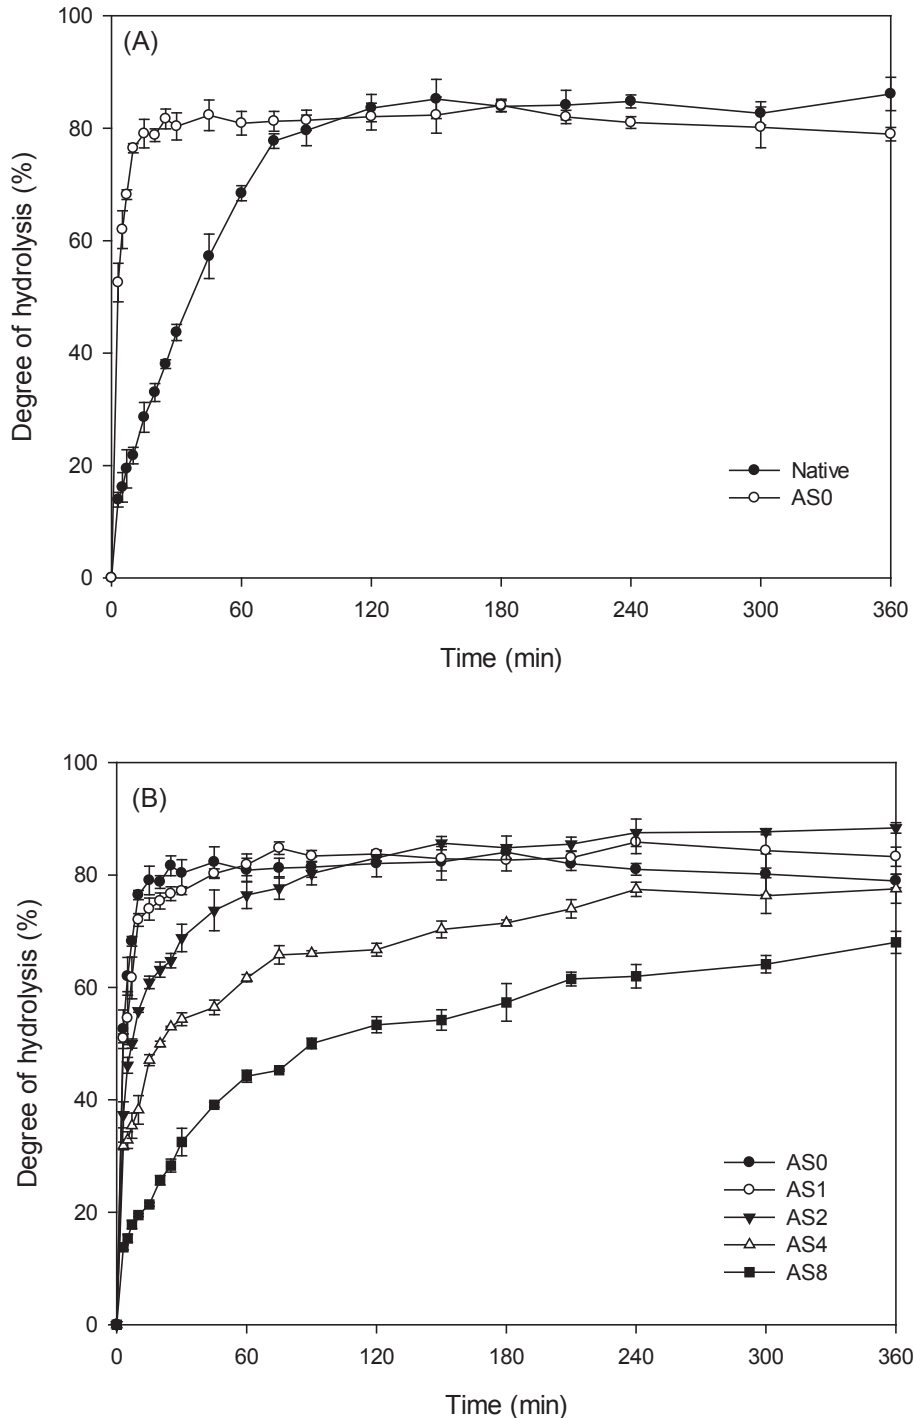 (A)
100
80
60
40
20
0
Degree of hydrolysis (%)
Native
AS0
0 60 120 180 240 300 360
Time (min)
(B)
100
80
60
40
20
0
Degree of hydrolysis (%)
AS0
AS1
AS2
AS4
AS8
0 60 120 180 240 300 360
Time (min)